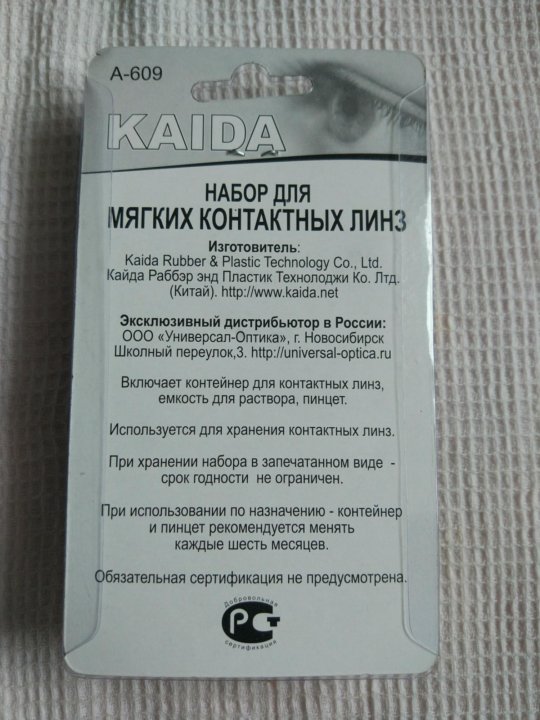 A-609
KAIDA
НАБОР ДЛЯ
МЯГКИХ КОНТАКТНЫХ ЛИНЗ
Изготовитель:
Kaida Rubber & Plastic Technology Co., Ltd.
Кайда Раббэр энд Пластик Технолоджи Ко. Лтд.
(Китай). http://www.kaida.net
Эксклюзивный дистрибьютор в России:
ООО «Универсал-Оптика», г. Новосибирск
Школьный переулок,3. http://universal-optica.ru
Включает контейнер для контактных линз,
емкость для раствора, пинцет.
Используется для хранения контактных линз.
При хранении набора в запечатанном виде -
срок годности не ограничен.
При использовании по назначению - контейнер
и пинцет рекомендуется менять
каждые шесть месяцев.
Обязательная сертификация не предусмотрена.
Добровольная
РСТ
сертификация